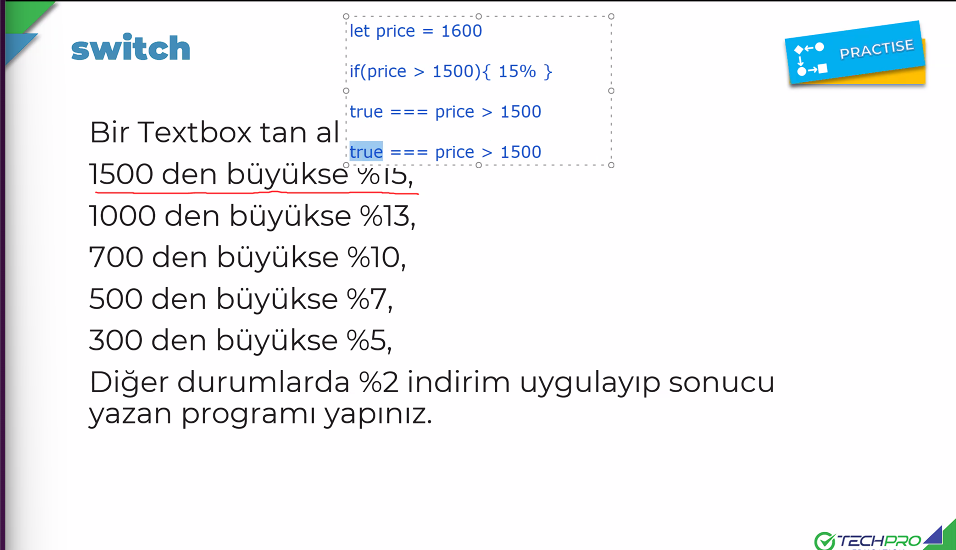 switch
let price = 1600
if(price > 1500){ 15% }
true === price > 1500
true === price > 1500
PRACTISE
Bir Textbox tan al
1500 den büyükse %15,
1000 den büyükse %13,
700 den büyükse %10,
500 den büyükse %7,
300 den büyükse %5,
Diğer durumlarda %2 indirim uygulayıp sonucu
yazan programı yapınız.
TECHPRO